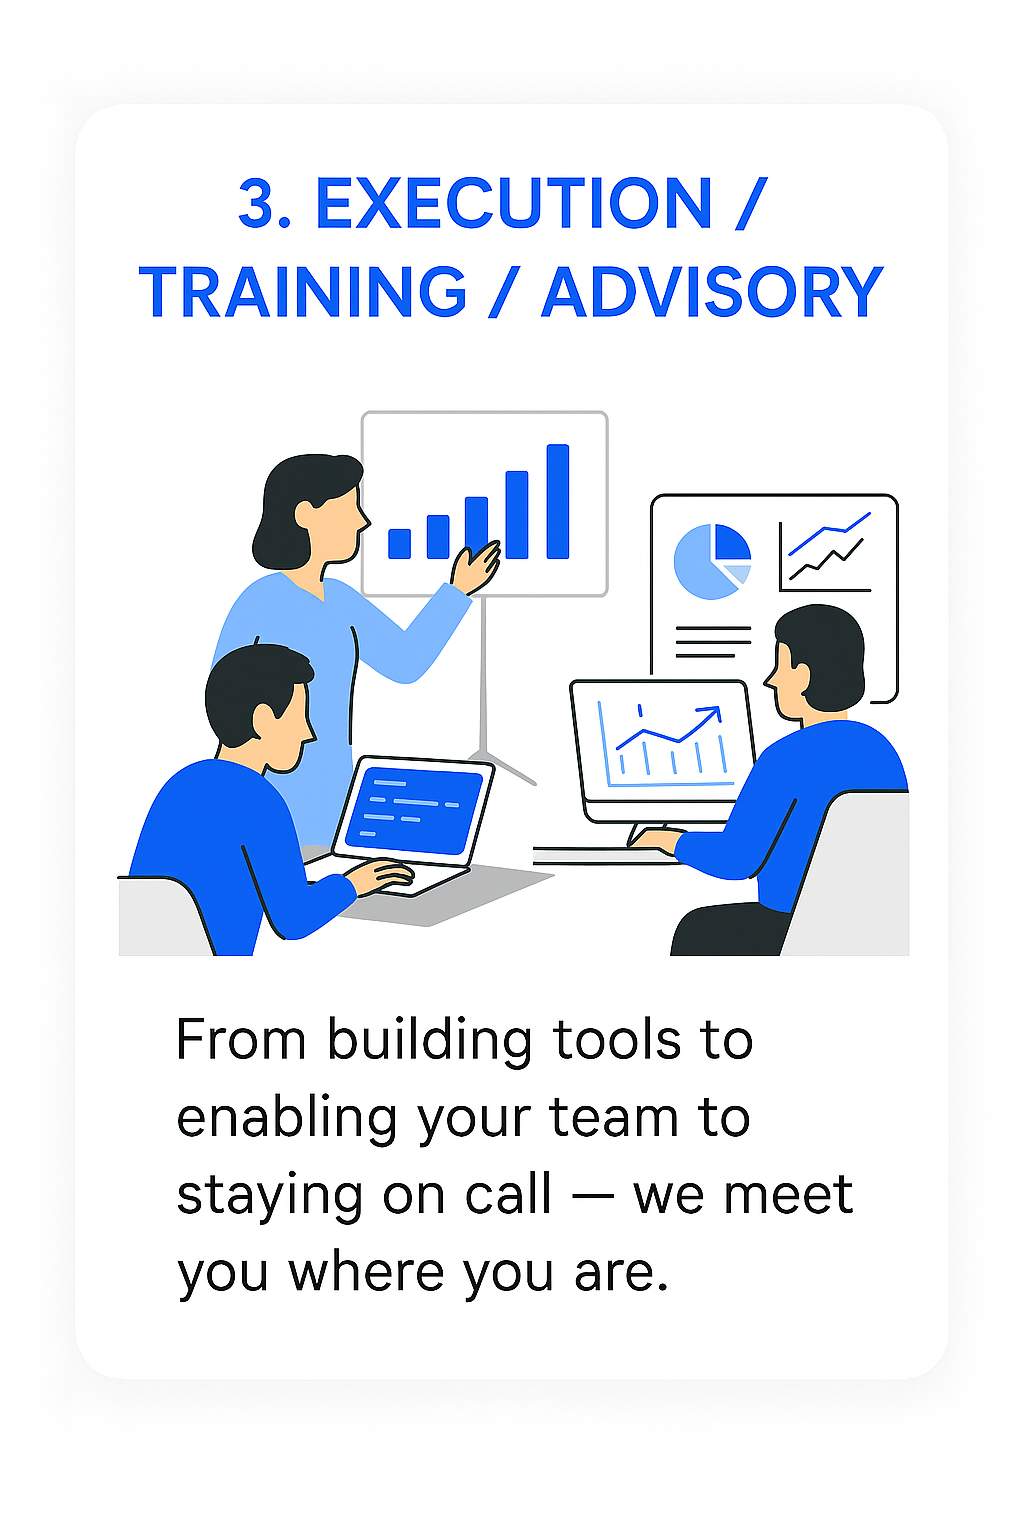 3. EXECUTION /
TRAINING / ADVISORY
From building tools to
enabling your team to
staying on call — we meet
you where you are.